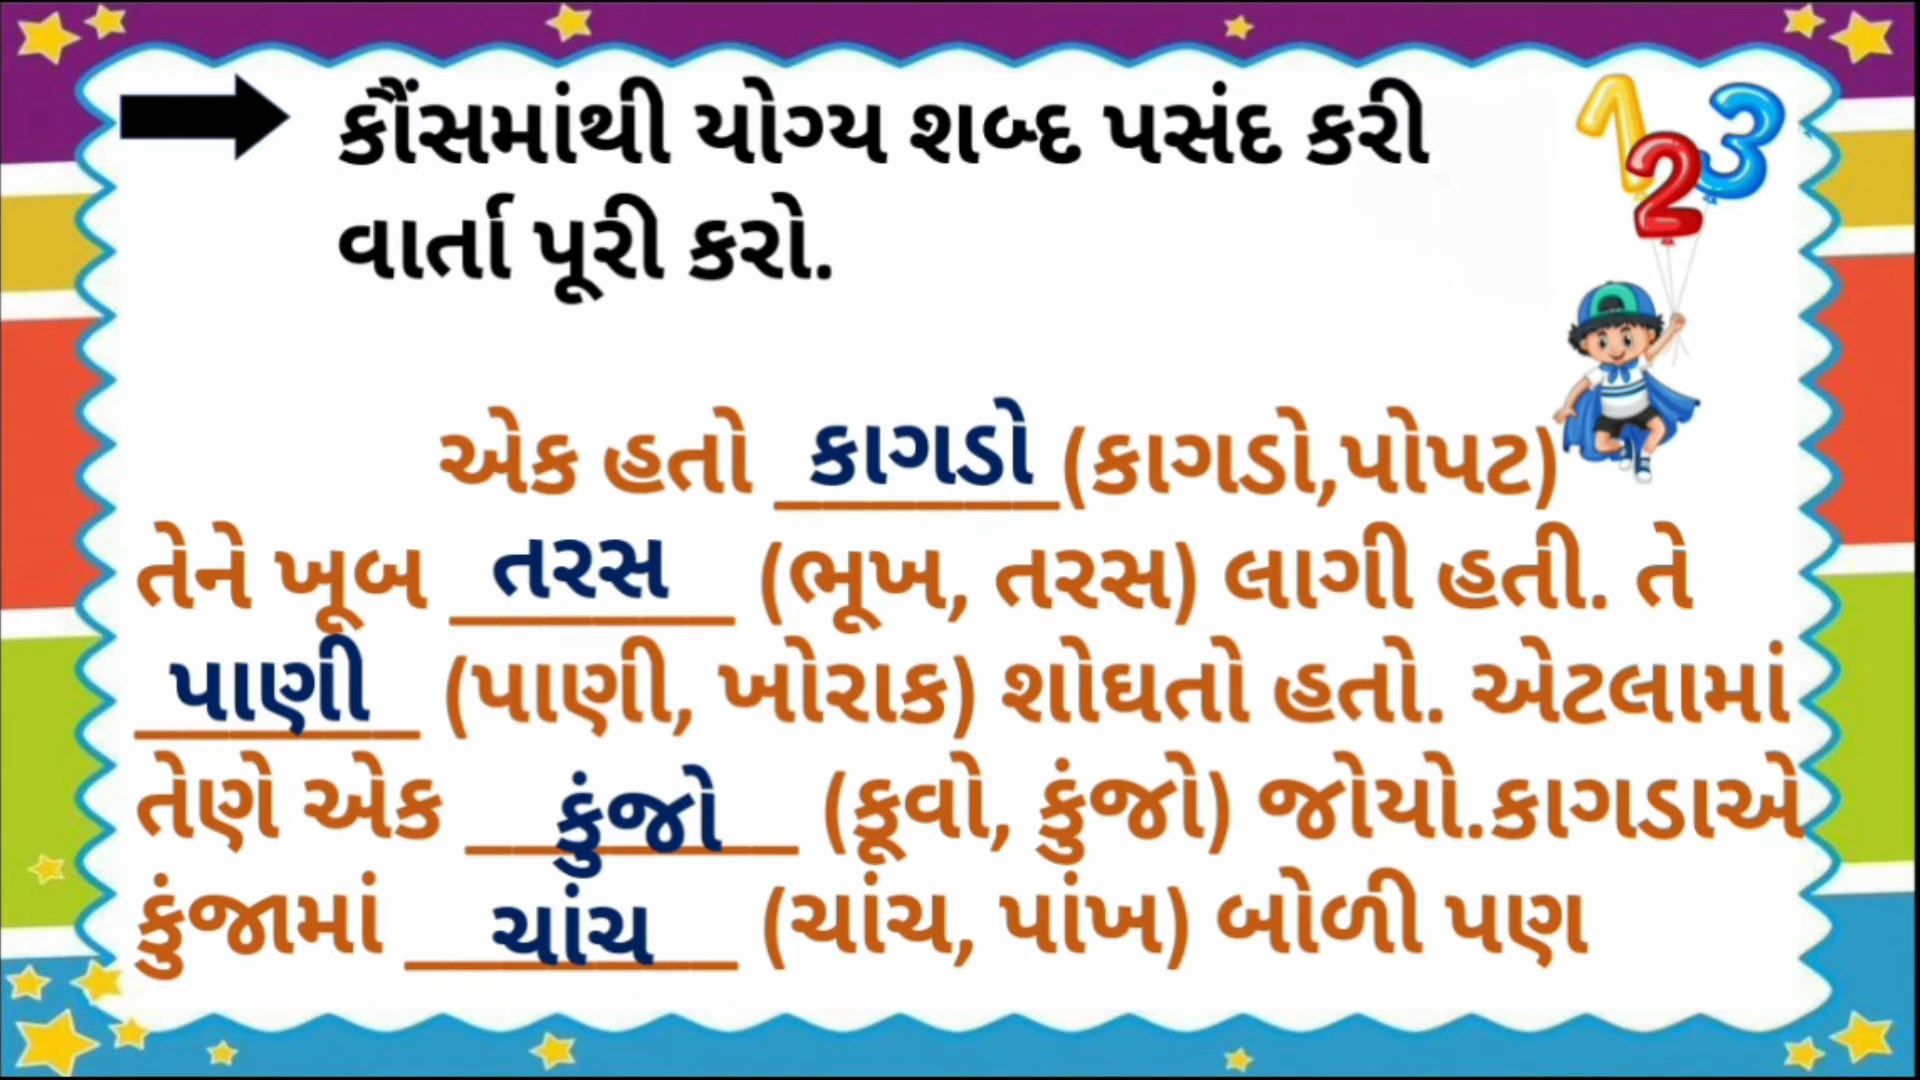 કૌંસમાંથી યોગ્ય શબ્દ પસંદ કરી
વાર્તા પૂરી કરો.
123
એક હતો કાગડો (કાગડો,પોપટ)
તેને ખૂબ તરસ (ભૂખ, તરસ) લાગી હતી. તે
પાણી (પાણી, ખોરાક) શોધતો હતો. એટલામાં
તેણે એક કુંજો (કૂવો, કુંજો) જોયો.કાગડાએ
કુંજામાં ચાંચ (ચાંચ, પાંખ) બોળી પણ